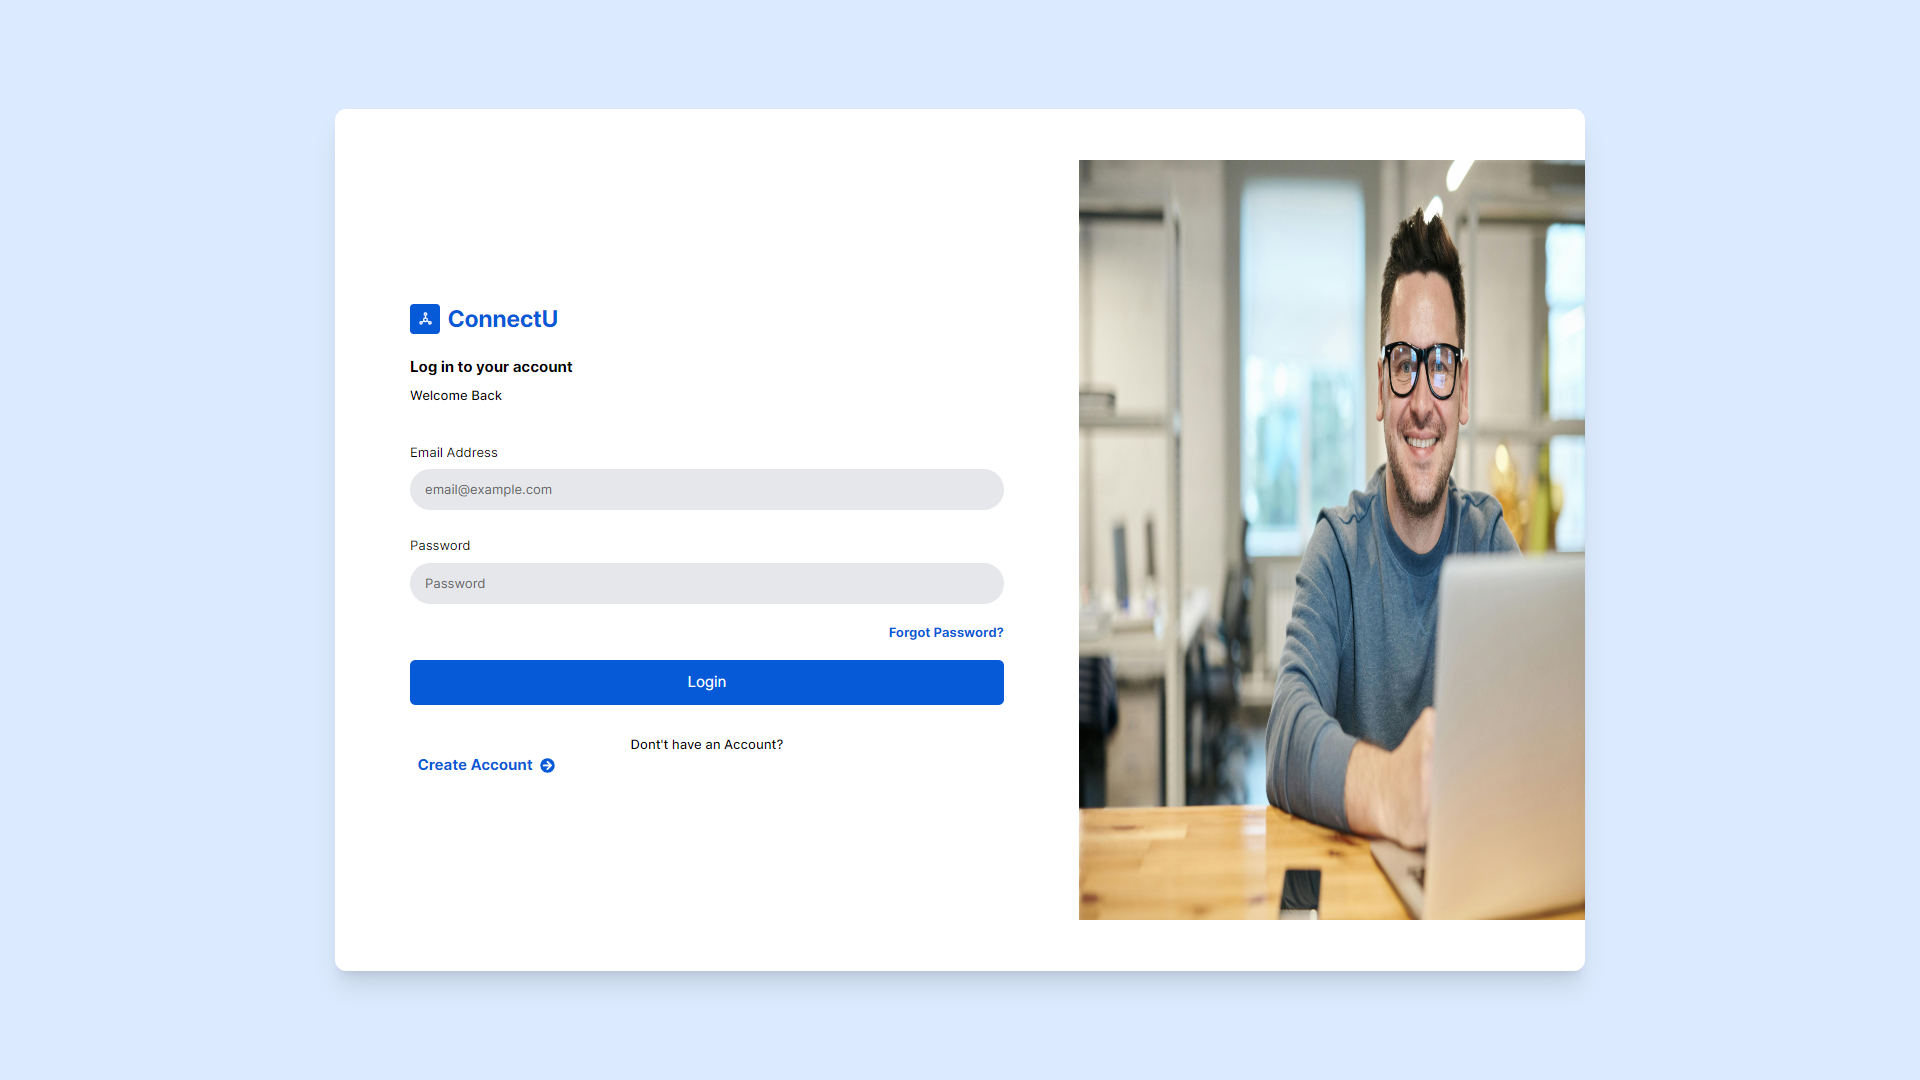 ConnectU
Log in to your account
Welcome Back
Email Address
email@example.com
Password
Password
Forgot Password?
Login
Dont't have an Account?
Create Account